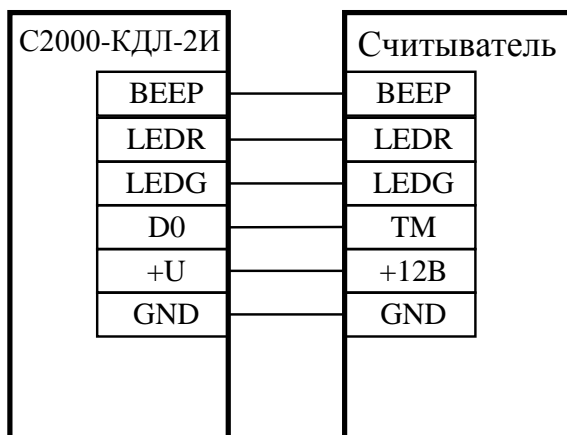 С2000-КДЛ-2И
Считыватель
BEEP
BEEP
LEDR
LEDR
LEDG
LEDG
D0
TM
+U
+12В
GND
GND